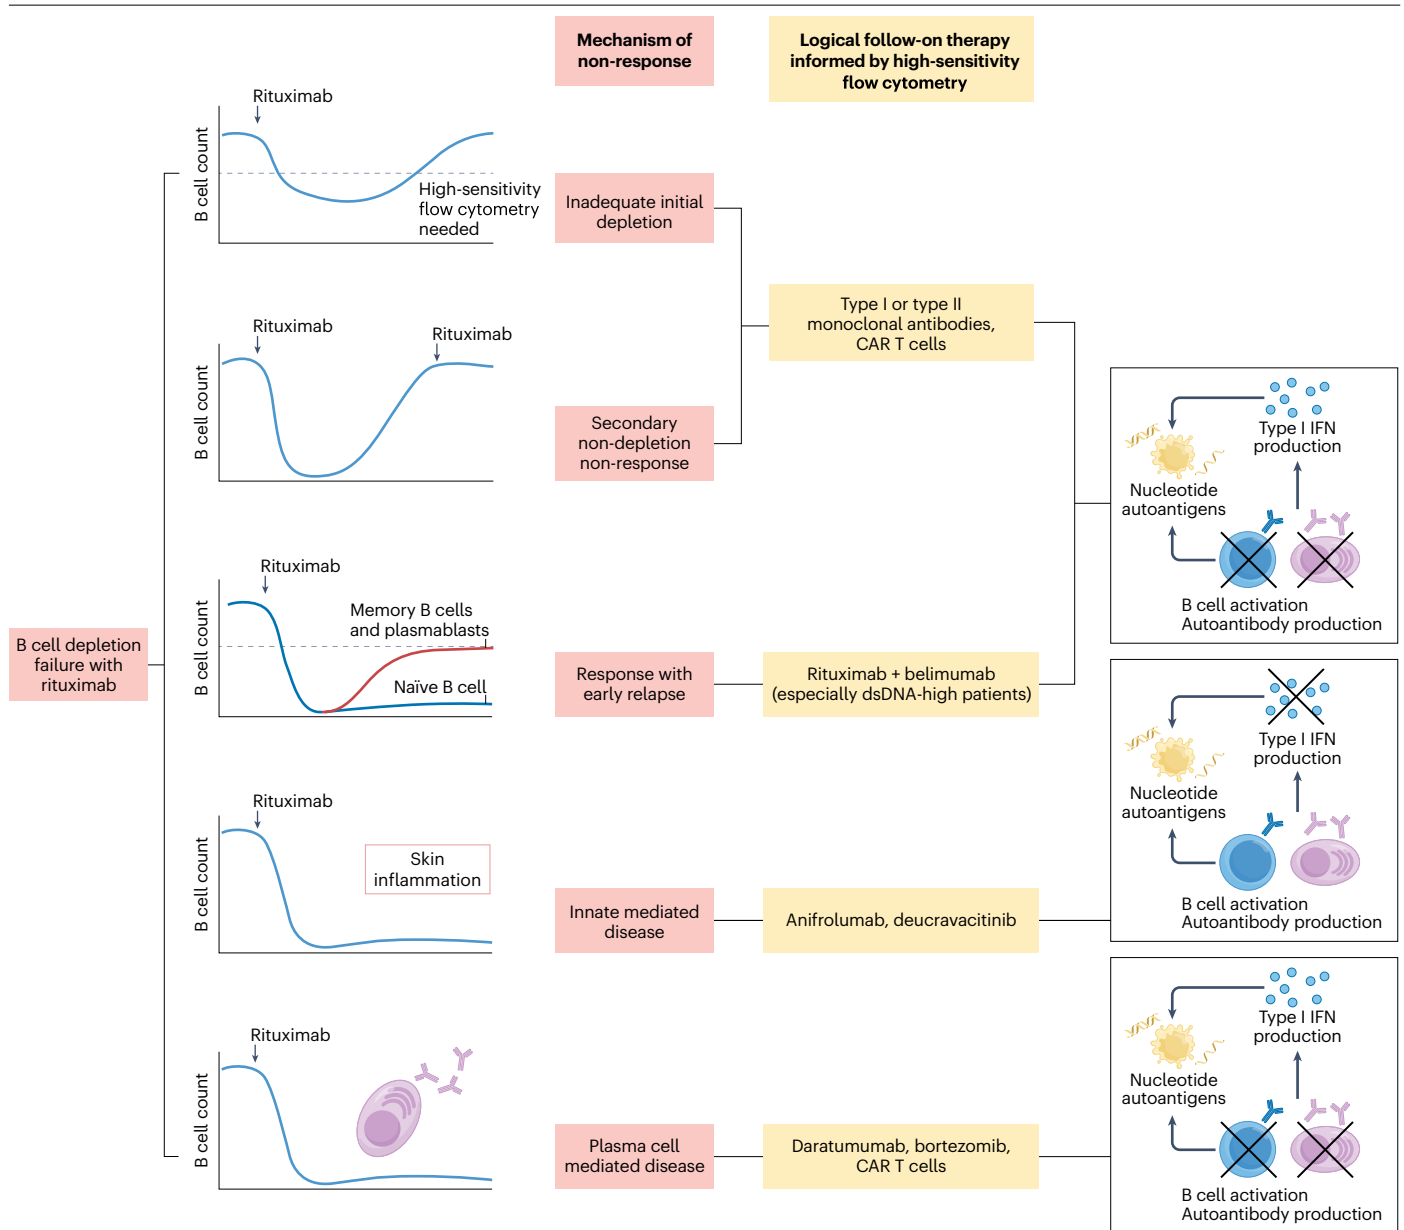 Mechanism of
non-response
Logical follow-on therapy
informed by high-sensitivity
flow cytometry
B cell depletion
failure with
rituximab
Rituximab
B cell count
High-sensitivity
flow cytometry
needed
Inadequate initial
depletion
Rituximab
Rituximab
B cell count
Secondary
non-depletion
non-response
Type I or type II
monoclonal antibodies,
CAR T cells
Rituximab
B cell count
Memory B cells
and plasmablasts
Naïve B cell
Response with
early relapse
Rituximab + belimumab
(especially dsDNA-high patients)
Type I IFN
production
Nucleotide
autoantigens
B cell activation
Autoantibody production
Rituximab
B cell count
Skin
inflammation
Innate mediated
disease
Anifrolumab, deucravacitinib
Type I IFN
production
Nucleotide
autoantigens
B cell activation
Autoantibody production
Rituximab
B cell count
Plasma cell
mediated disease
Daratumumab, bortezomib,
CAR T cells
Type I IFN
production
Nucleotide
autoantigens
B cell activation
Autoantibody production